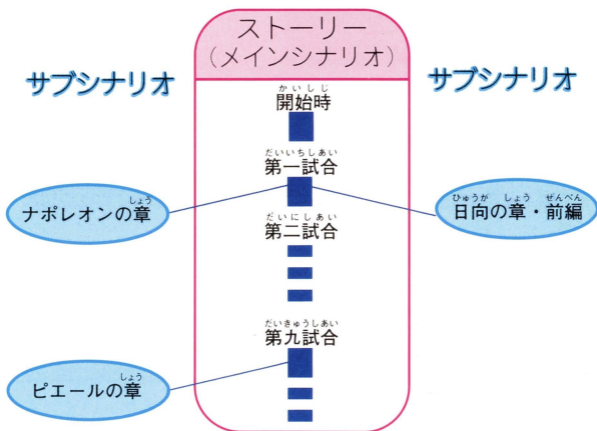 ストーリー
(メインシナリオ)
サブシナリオ
サブシナリオ
かいしじ
開始時
だいいちしあい
第一試合
しょう
ナポレオンの章
ひゅうが しょう ぜんぺん
日向の章・前編
だいにしあい
第二試合
だいきゅうしあい
第九試合
しょう
ピエールの章